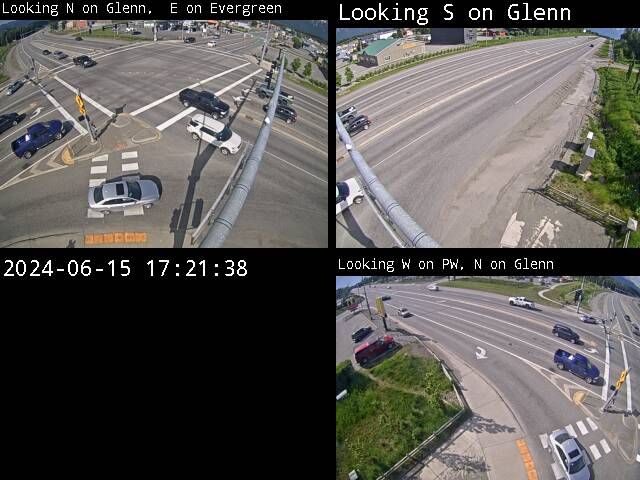 Looking N on Glenn, E on Evergreen
Looking S on Glenn
2024-06-15 17:21:38
Looking W on PW, N on Glenn